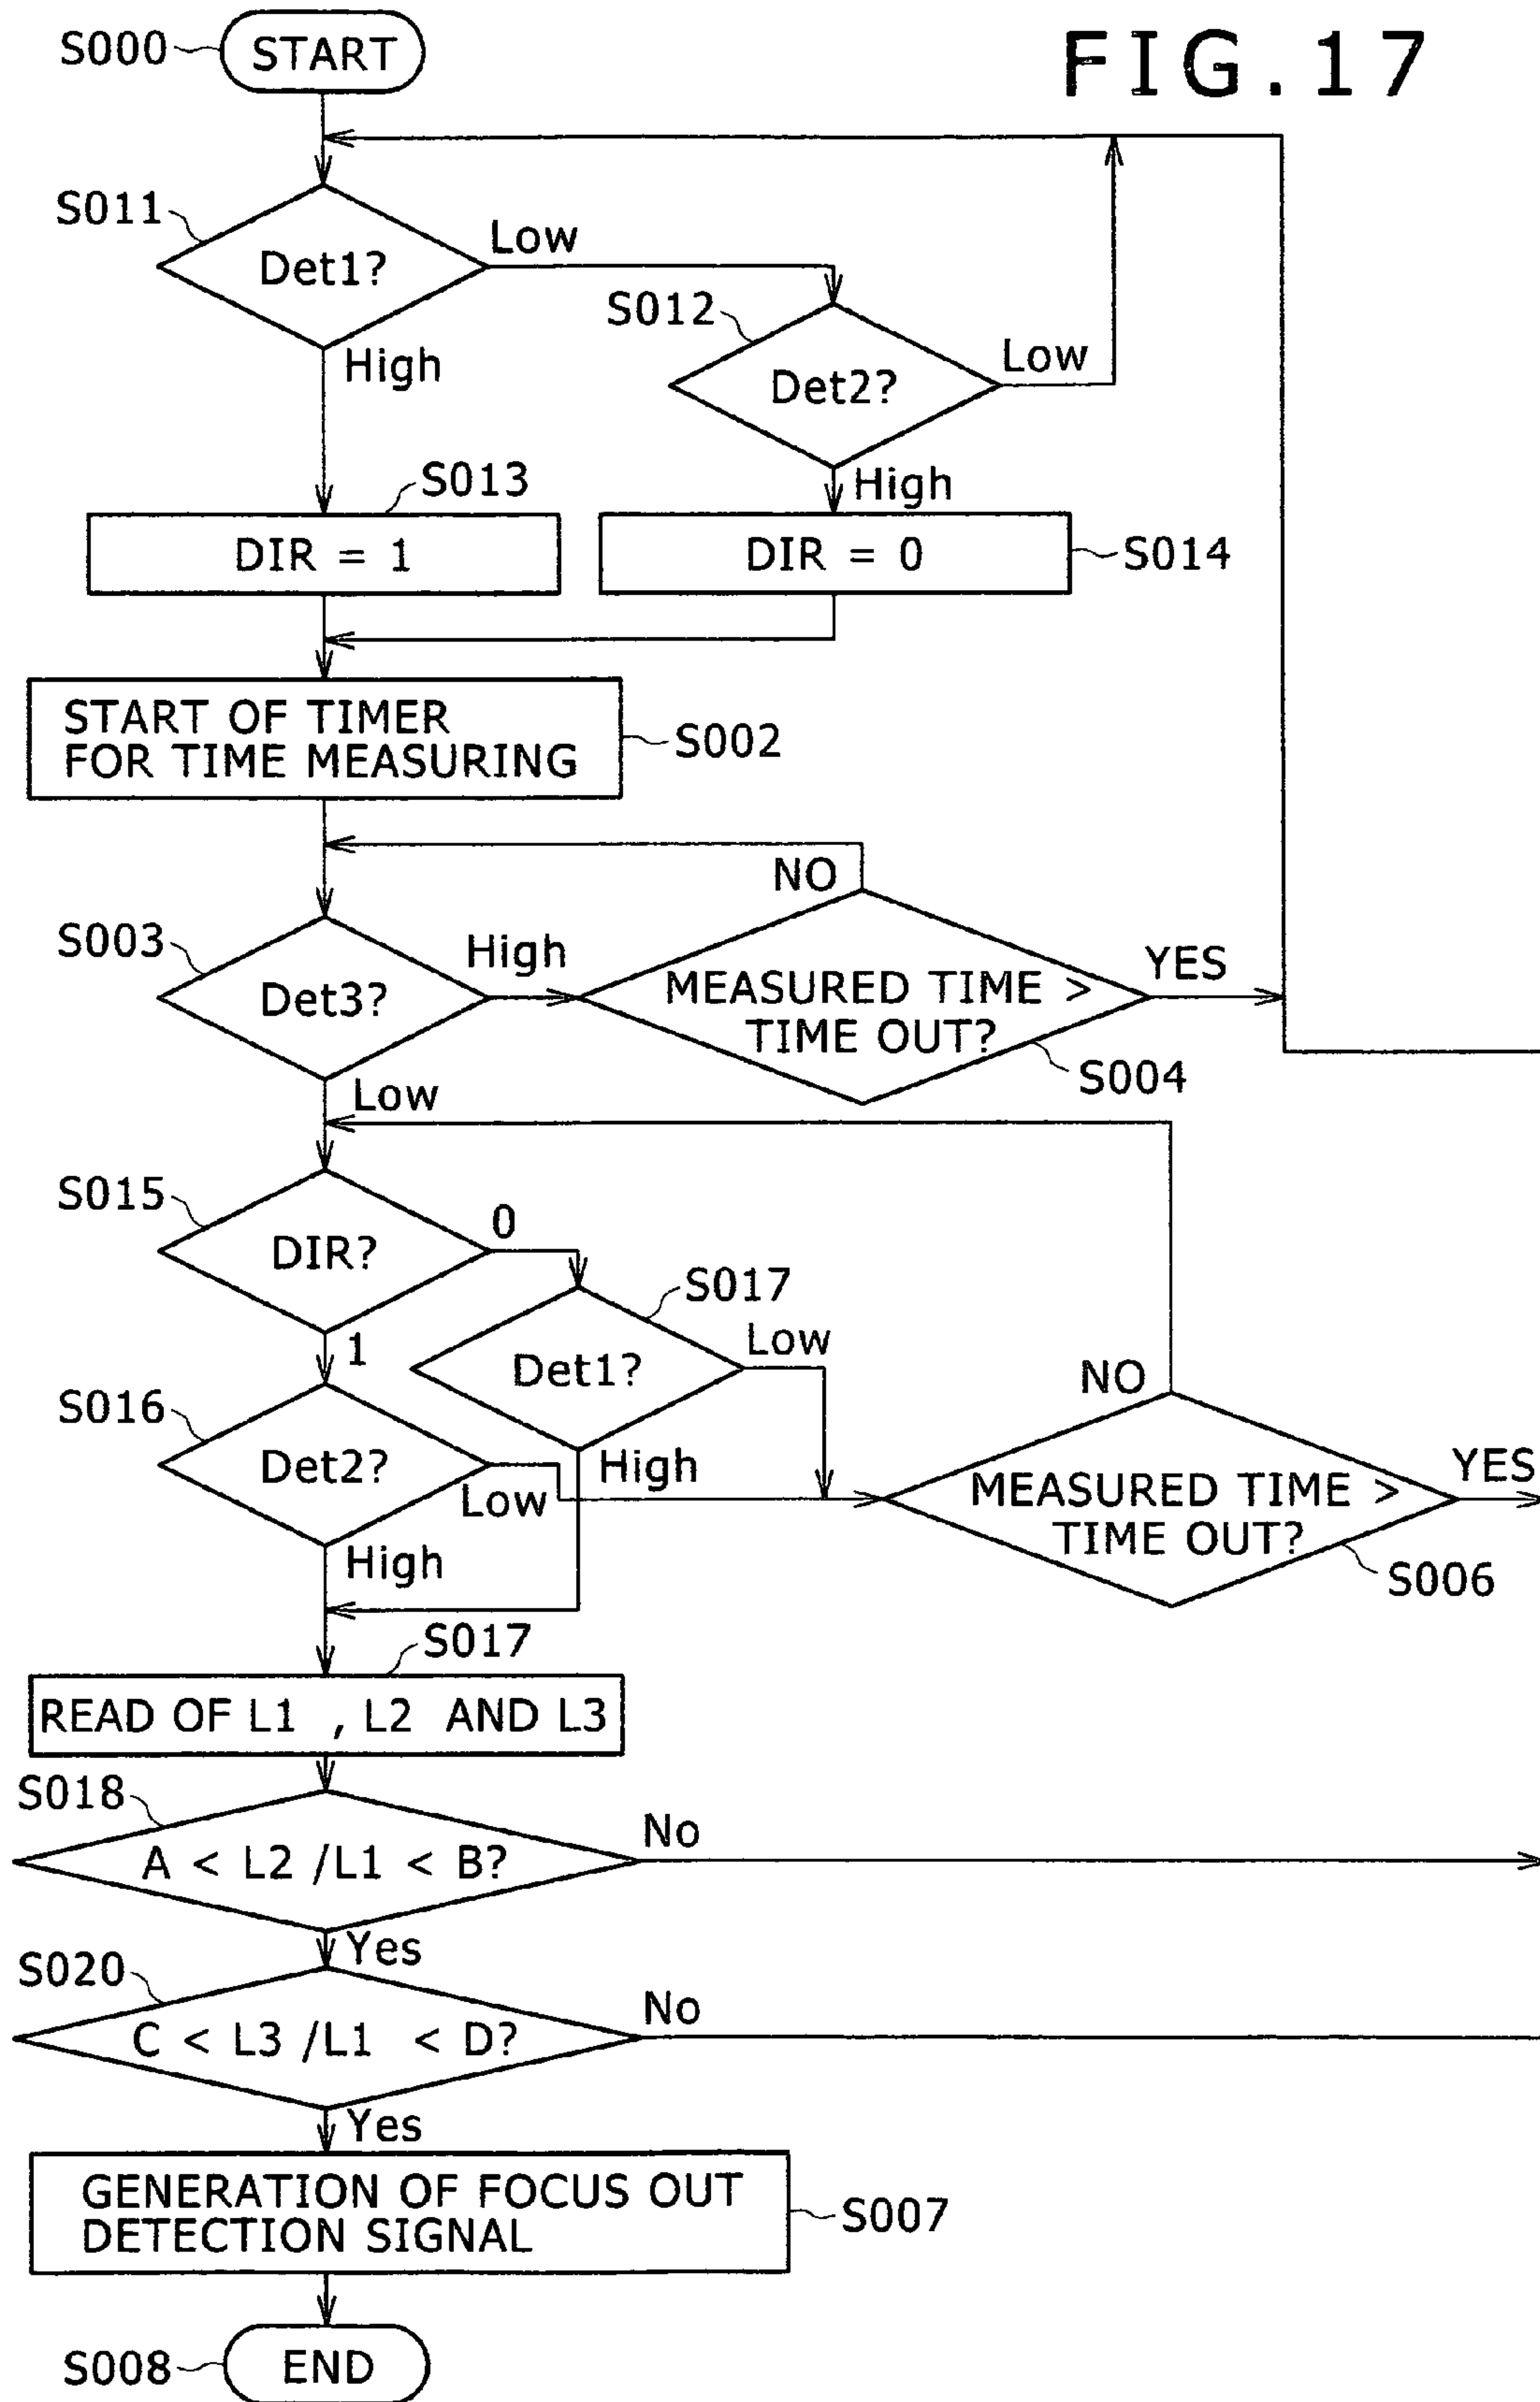 FIG.17
S000
START
S011
Det1?
Low
High
S012
Det2?
Low
High
S013
DIR = 1
DIR = 0
S014
START OF TIMER
FOR TIME MEASURING
S002
S003
Det3?
High
Low
NO
MEASURED TIME >
TIME OUT?
YES
S004
S015
DIR?
0
1
S017
Det1?
Low
High
S016
Det2?
Low
High
NO
MEASURED TIME >
TIME OUT?
YES
S006
S017
READ OF L1 , L2 AND L3
S018
A < L2 /L1 < B?
No
Yes
S020
C < L3 /L1 < D?
No
Yes
GENERATION OF FOCUS OUT
DETECTION SIGNAL
S007
S008
END